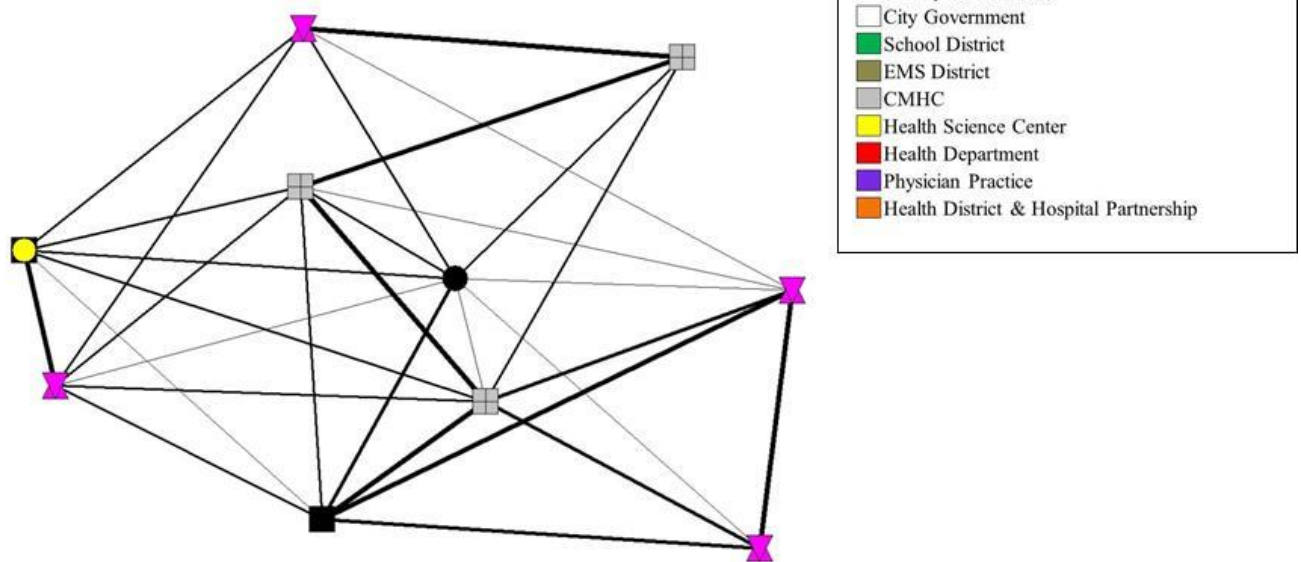 City Government
School District
EMS District
CMHC
Health Science Center
Health Department
Physician Practice
Health District & Hospital Partnership